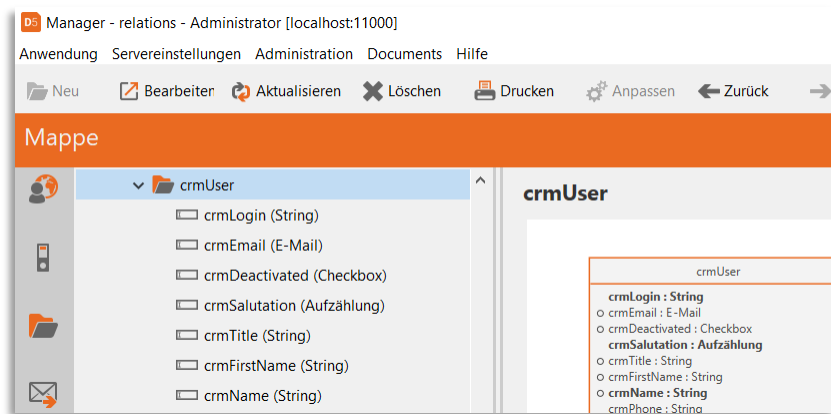 D5 Manager - relations - Administrator [localhost:11000]
Anwendung Servereinstellungen Administration Documents Hilfe
Neu Bearbeiten Aktualisieren Löschen Drucken Anpassen Zurück
Mappe
crmUser
crmLogin (String)
crmEmail (E-Mail)
crmDeactivated (Checkbox)
crmSalutation (Aufzählung)
crmTitle (String)
crmFirstName (String)
crmName (String)
crmUser
crmUser
crmLogin : String
crmEmail : E-Mail
crmDeactivated : Checkbox
crmSalutation : Aufzählung
crmTitle : String
crmFirstName : String
crmName : String
crmPhone : String